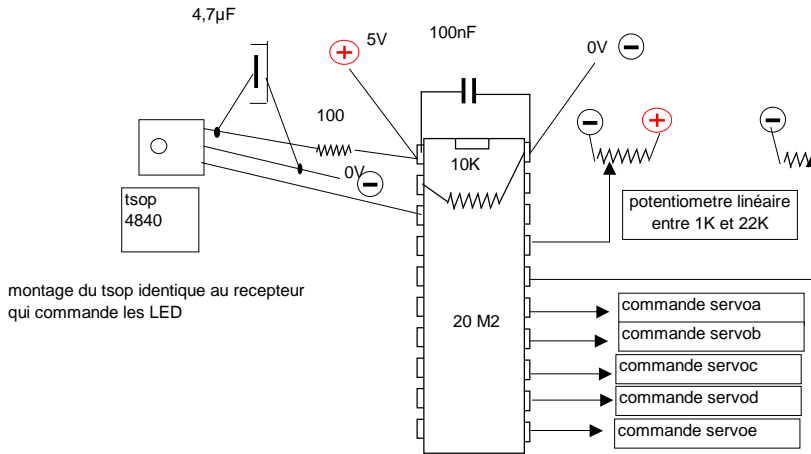 4,7µF
5V
100nF
0V
100
10K
0V
tsop
4840
potentiometre linéaire
entre 1K et 22K
montage du tsop identique au recepteur
qui commande les LED
20 M2
commande servoa
commande servob
commande servoc
commande servod
commande servoe